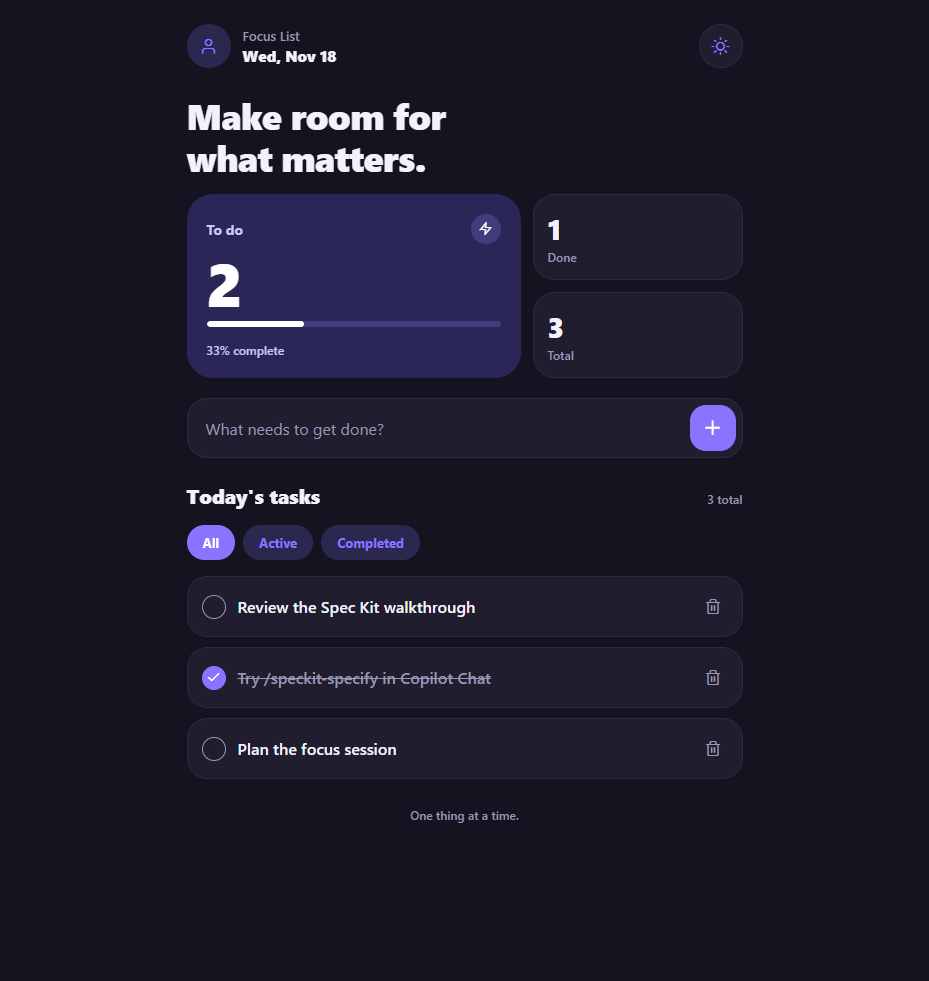 Focus List
Wed, Nov 18
Make room for
what matters.
To do
2
33% complete
1
Done
3
Total
What needs to get done?
Today's tasks
3 total
All
Active
Completed
Review the Spec Kit walkthrough
Try /speckit-specify in Copilot Chat
Plan the focus session
One thing at a time.